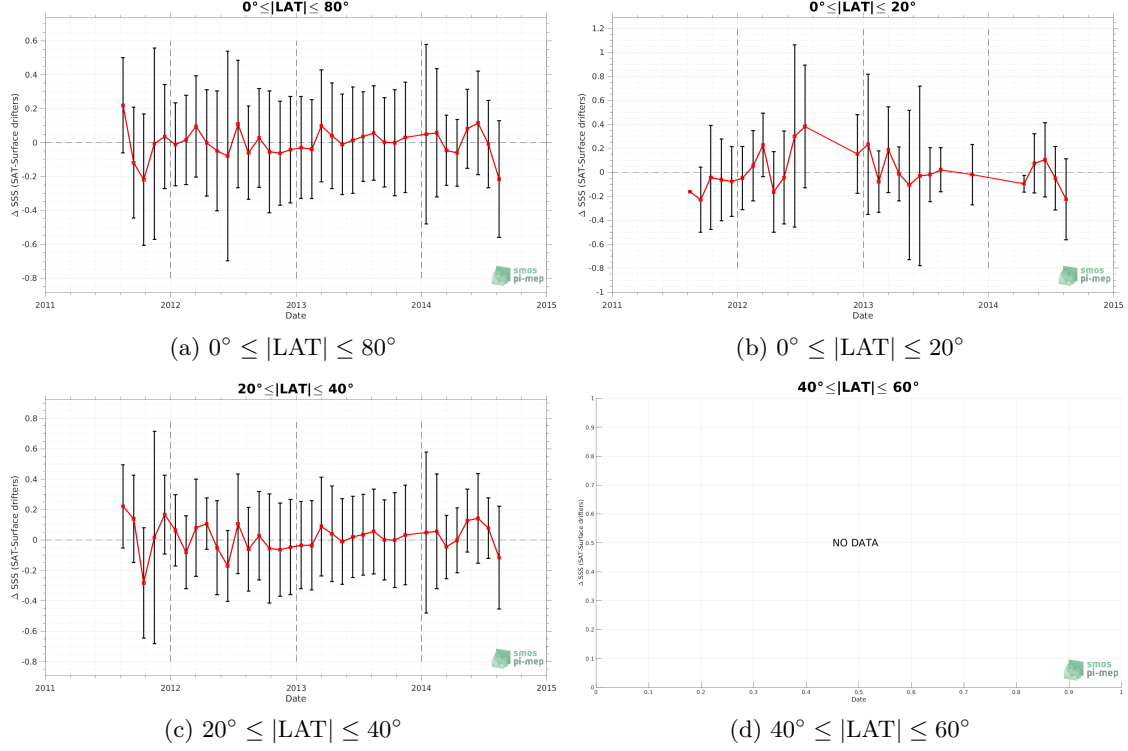 0°≤|LAT|≤ 80°
Δ SSS (SAT-Surface drifters)
0.6
0.4
0.2
0
-0.2
-0.4
-0.6
-0.8
2011
2012
2013
2014
2015
Date
smos
pi-mep
(a) 0° ≤ |LAT| ≤ 80°
0°≤|LAT|≤ 20°
Δ SSS (SAT-Surface drifters)
1.2
1
0.8
0.6
0.4
0.2
0
-0.2
-0.4
-0.6
-0.8
-1
2011
2012
2013
2014
2015
Date
smos
pi-mep
(b) 0° ≤ |LAT| ≤ 20°
20°≤|LAT|≤ 40°
Δ SSS (SAT-Surface drifters)
0.8
0.6
0.4
0.2
0
-0.2
-0.4
-0.6
-0.8
2011
2012
2013
2014
2015
Date
smos
pi-mep
(c) 20° ≤ |LAT| ≤ 40°
40°≤|LAT|≤ 60°
Δ SSS (SAT-Surface drifters)
1
0.9
0.8
0.7
0.6
0.5
0.4
0.3
0.2
0.1
0
NO DATA
0
0.1
0.2
0.3
0.4
0.5
0.6
0.7
0.8
0.9
1
Date
smos
pi-mep
(d) 40° ≤ |LAT| ≤ 60°